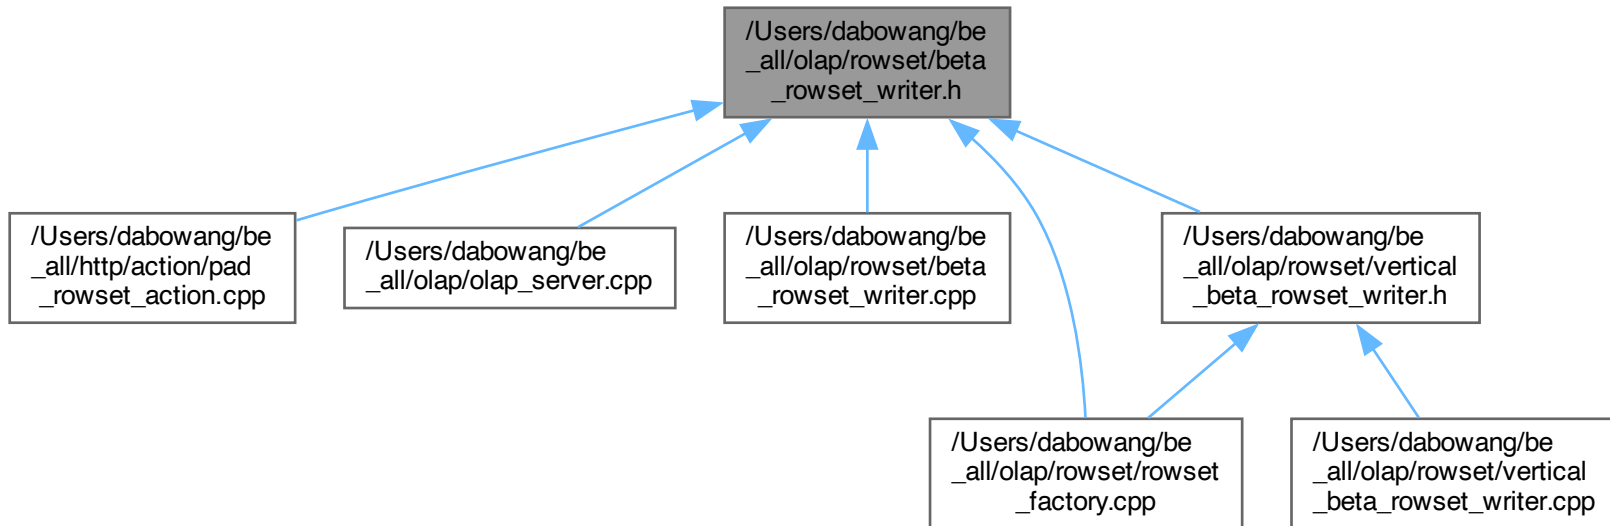 /Users/dabowang/be
_all/olap/rowset/beta
_rowset_writer.h
/Users/dabowang/be
_all/http/action/pad
_rowset_action.cpp
/Users/dabowang/be
_all/olap/olap_server.cpp
/Users/dabowang/be
_all/olap/rowset/beta
_rowset_writer.cpp
/Users/dabowang/be
_all/olap/rowset/vertical
_beta_rowset_writer.h
/Users/dabowang/be
_all/olap/rowset/rowset
_factory.cpp
/Users/dabowang/be
_all/olap/rowset/vertical
_beta_rowset_writer.cpp